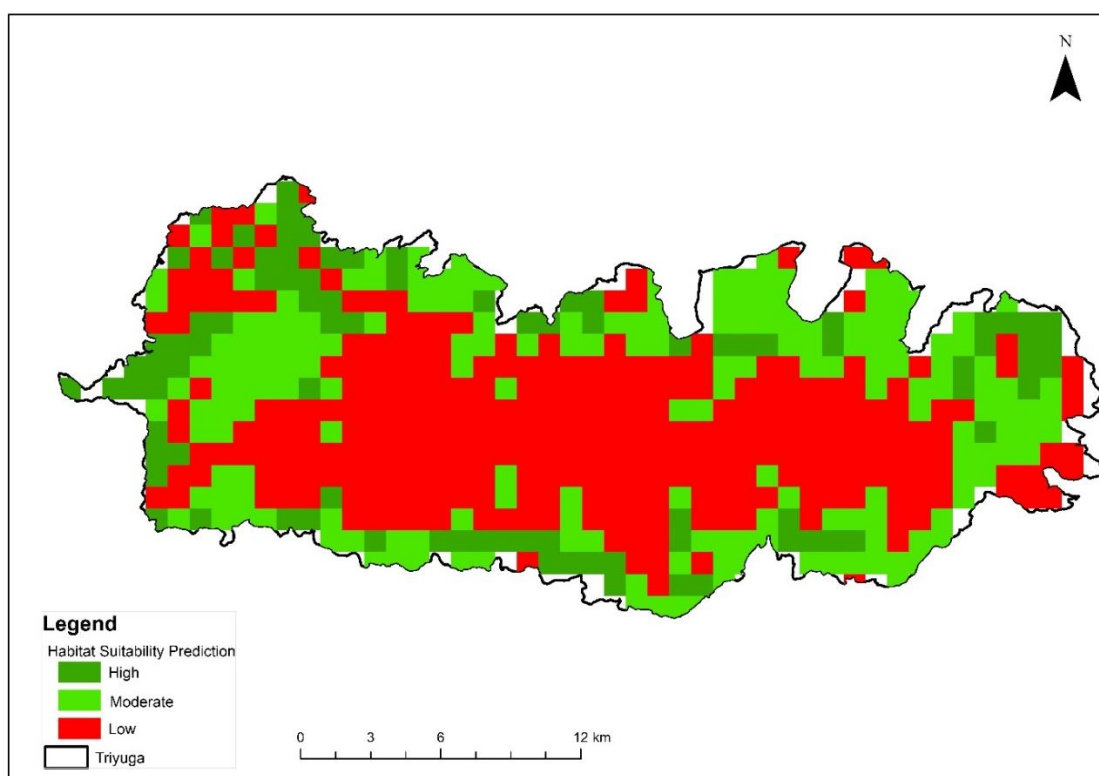 N
Legend
Habitat Suitability Prediction
High
Moderate
Low
Triyuga
0 3 6 12 km